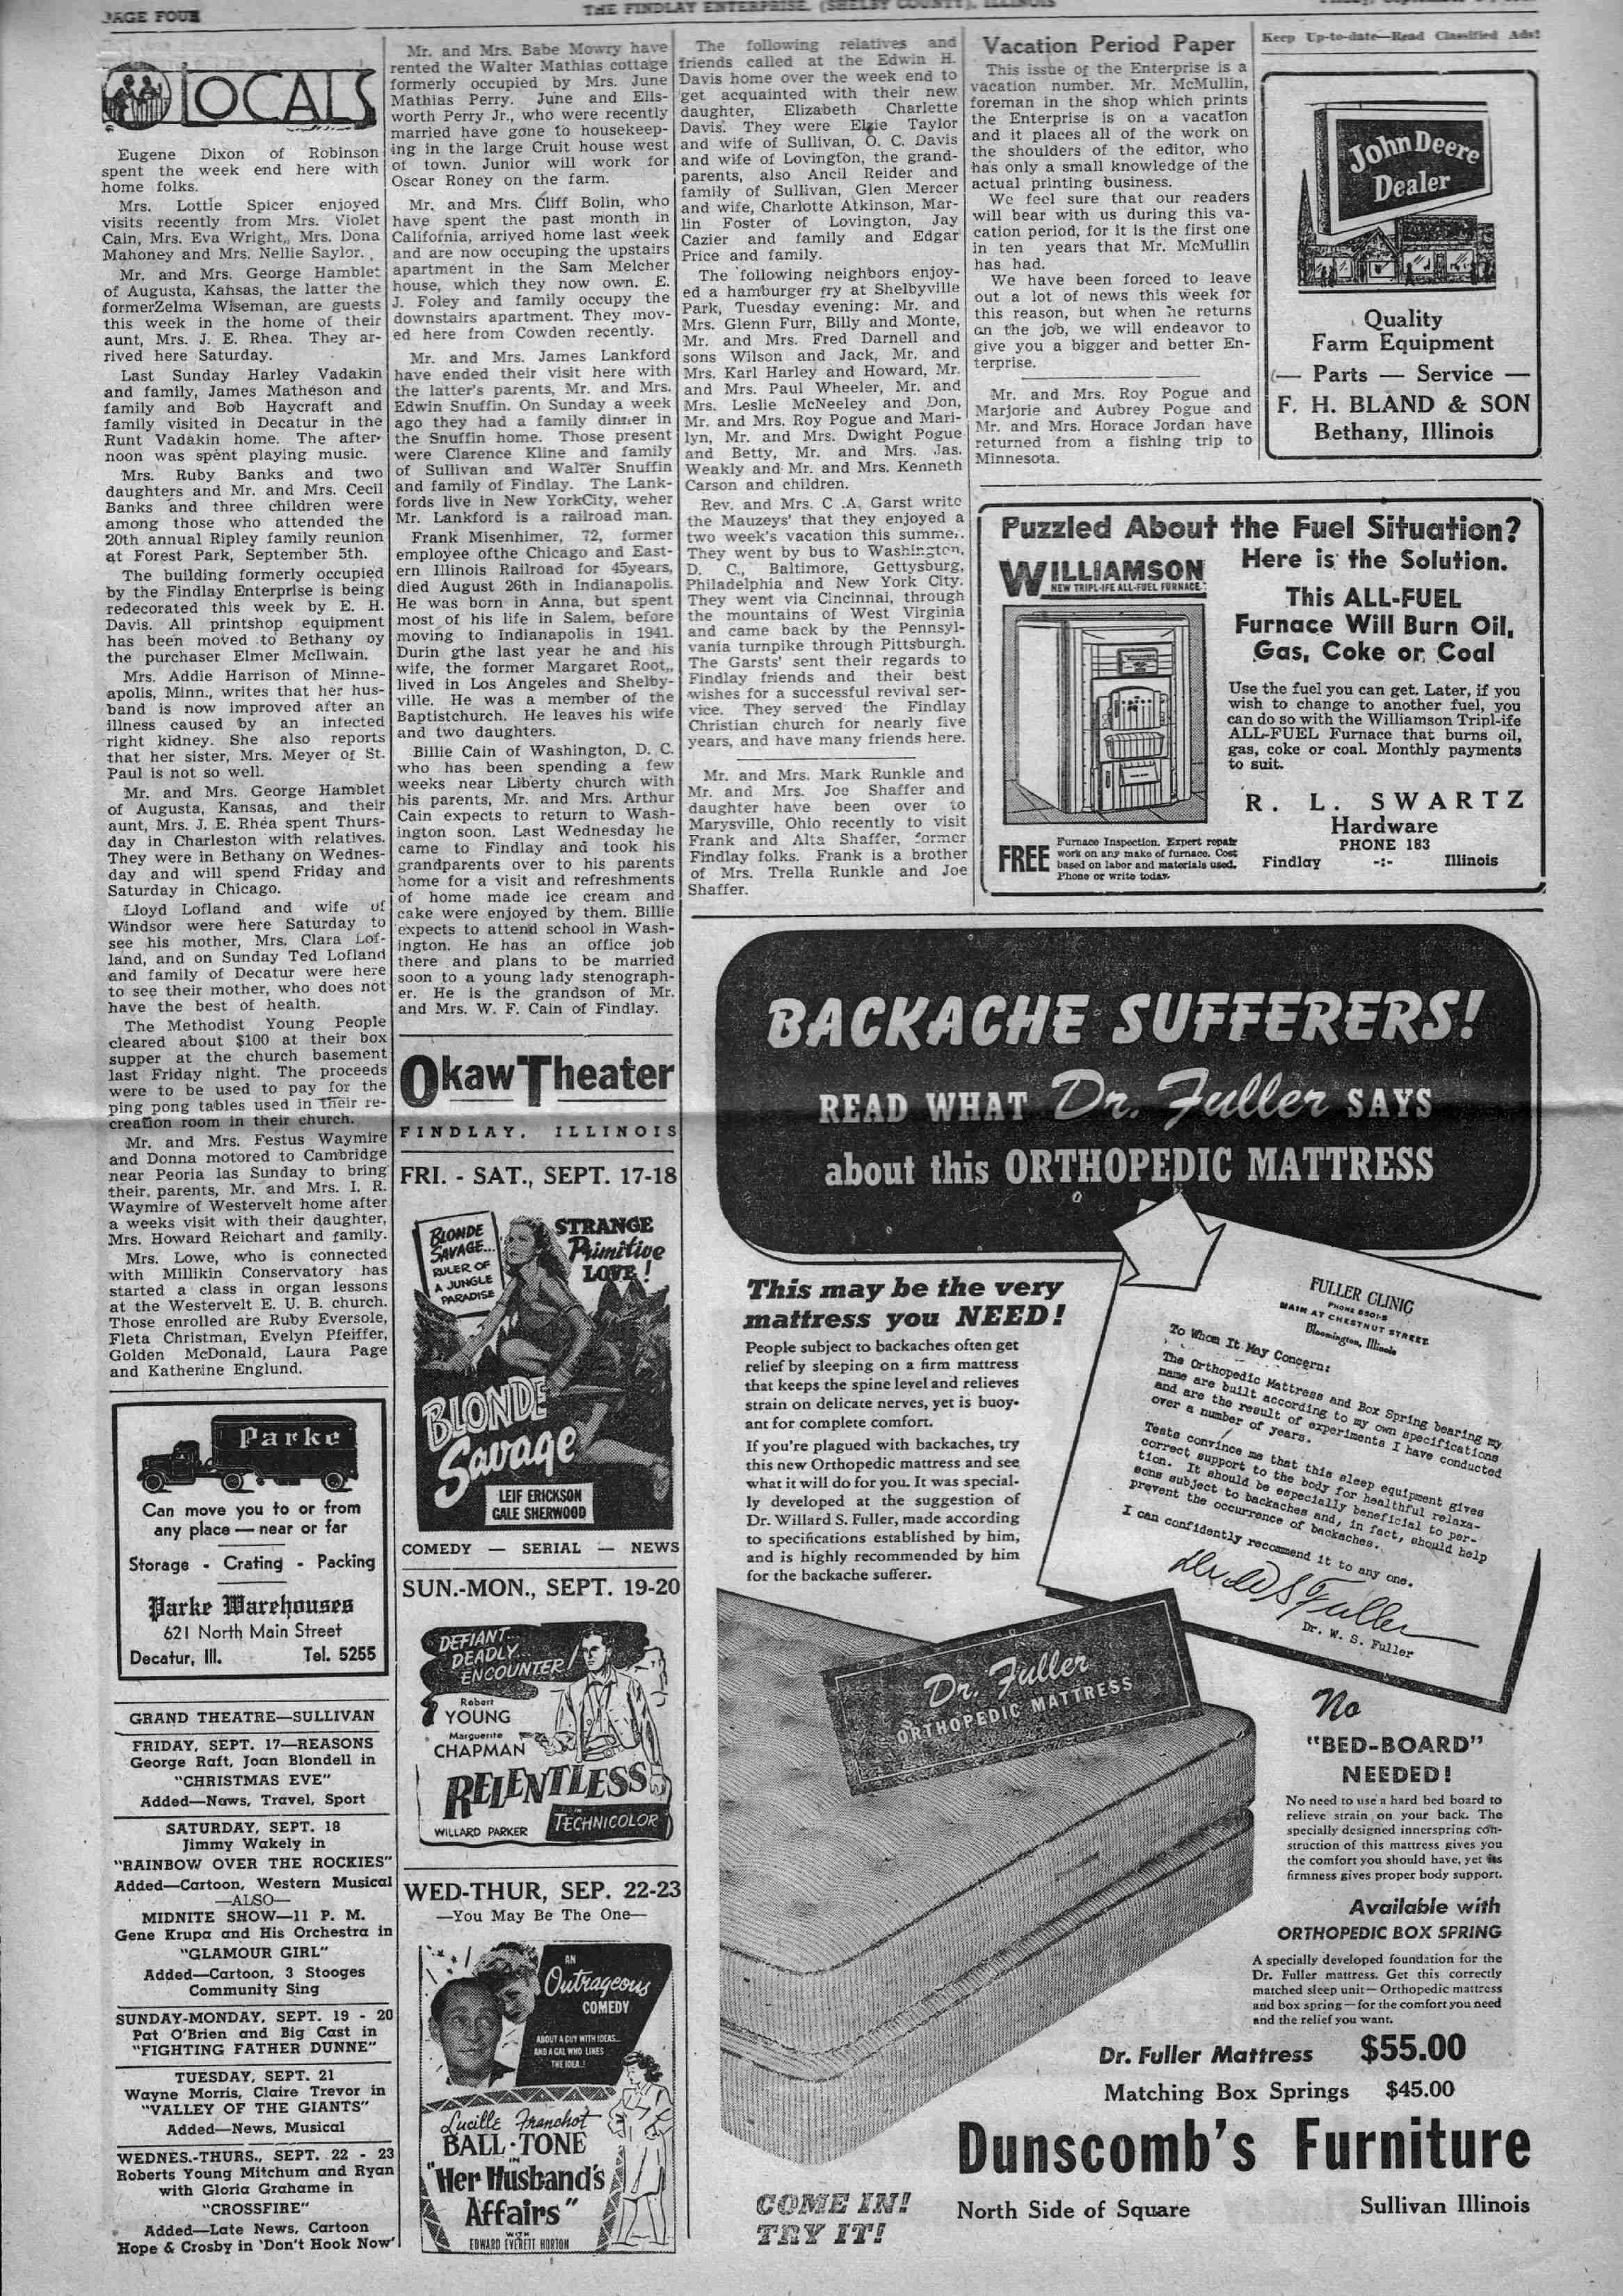 PAGE FOUR
THE FINDLAY ENTERPRISE, (SHELBY COUNTY), ILLINOIS
LOCALS
Eugene Dixon of Robinson
spent the week end here with
home folks.
Mrs. Lottie Spicer enjoyed
visits recently from Mrs. Violet
Cain, Mrs. Eva Wright,, Mrs. Dona
Mahoney and Mrs. Nellie Saylor.
Mr. and Mrs. George Hamblet
of Augusta, Kansas, the latter the
formerZelma Wiseman, are guests
this week in the home of their
aunt, Mrs. J. E. Rhea. They ar-
rived here Saturday.
Last Sunday Harley Vadakin
and family, James Matheson and
family and Bob Haycraft and
family visited in Decatur in the
Runt Vadakin home. The after-
noon was spent playing music.
Mrs. Ruby Banks and two
daughters and Mr. and Mrs. Cecil
Banks and three children were
among those who attended the
20th annual Ripley family reunion
at Forest Park, September 5th.
The building formerly occupied
by the Findlay Enterprise is being
redecorated this week by E. H.
Davis. All printshop equipment
has been moved to Bethany oy
the purchaser Elmer McIlwain.
Mrs. Addie Harrison of Minne-
apolis, Minn., writes that her hus-
band is now improved after an
illness caused by an infected
right kidney. She also reports
that her sister, Mrs. Meyer of St.
Paul is not so well.
Mr. and Mrs. George Hamblet
of Augusta, Kansas, and their
aunt, Mrs. J. E. Rhea spent Thurs-
day in Charleston with relatives.
They were in Bethany on Wednes-
day and will spend Friday and
Saturday in Chicago.
Lloyd Lofland and wife of
Windsor were here Saturday to
see his mother, Mrs. Clara Lof-
land, and on Sunday Ted Lofland
and family of Decatur were here
to see their mother, who does not
have the best of health.
The Methodist Young People
cleared about $100 at their box
supper at the church basement
last Friday night. The proceeds
were to be used to pay for the
ping pong tables used in their re-
creation room in their church.
Mr. and Mrs. Festus Waymire
and Donna motored to Cambridge
near Peoria las Sunday to bring
their, parents, Mr. and Mrs. I. R.
Waymire of Westervelt home after
a weeks visit with their daughter,
Mrs. Howard Reichart and family.
Mrs. Lowe, who is connected
with Millikin Conservatory has
started a class in organ lessons
at the Westervelt E. U. B. church.
Those enrolled are Ruby Eversole,
Fleta Christman, Evelyn Pfeiffer,
Golden McDonald, Laura Page
and Katherine Englund.
Parke
Can move you to or from
any place — near or far
Storage - Crating - Packing
Parke Warehouses
621 North Main Street
Decatur, Ill. Tel. 5255
GRAND THEATRE—SULLIVAN
FRIDAY, SEPT. 17—REASONS
George Raft, Joan Blondell in
"CHRISTMAS EVE"
Added—News, Travel, Sport
SATURDAY, SEPT. 18
Jimmy Wakely in
"RAINBOW OVER THE ROCKIES"
Added—Cartoon, Western Musical
—ALSO—
MIDNITE SHOW—11 P. M.
Gene Krupa and His Orchestra in
"GLAMOUR GIRL"
Added—Cartoon, 3 Stooges
Community Sing
SUNDAY-MONDAY, SEPT. 19 - 20
Pat O'Brien and Big Cast in
"FIGHTING FATHER DUNNE"
TUESDAY, SEPT. 21
Wayne Morris, Claire Trevor in
"VALLEY OF THE GIANTS"
Added—News, Musical
WEDNES.-THURS., SEPT. 22 - 23
Roberts Young Mitchum and Ryan
with Gloria Grahame in
"CROSSFIRE"
Added—Late News, Cartoon
Hope & Crosby in 'Don't Hook Now'
Mr. and Mrs. Babe Mowry have
rented the Walter Mathias cottage
formerly occupied by Mrs. June
Mathias Perry. June and Ells-
worth Perry Jr., who were recently
married have gone to housekeep-
ing in the large Cruit house west
of town. Junior will work for
Oscar Roney on the farm.
Mr. and Mrs. Cliff Bolin, who
have spent the past month in
California, arrived home last week
and are now occuping the upstairs
apartment in the Sam Melcher
house, which they now own. E.
J. Foley and family occupy the
downstairs apartment. They mov-
ed here from Cowden recently.
Mr. and Mrs. James Lankford
have ended their visit here with
the latter's parents, Mr. and Mrs.
Edwin Snuffin. On Sunday a week
ago they had a family dinner in
the Snuffin home. Those present
were Clarence Kline and family
of Sullivan and Walter Snuffin
and family of Findlay. The Lank-
fords live in New YorkCity, weher
Mr. Lankford is a railroad man.
Frank Misenhimer, 72, former
employee ofthe Chicago and East-
ern Illinois Railroad for 45years,
died August 26th in Indianapolis.
He was born in Anna, but spent
most of his life in Salem, before
moving to Indianapolis in 1941.
Durin gthe last year he and his
wife, the former Margaret Root,,
lived in Los Angeles and Shelby-
ville. He was a member of the
Baptistchurch. He leaves his wife
and two daughters.
Billie Cain of Washington, D. C.
who has been spending a few
weeks near Liberty church with
his parents, Mr. and Mrs. Arthur
Cain expects to return to Wash-
ington soon. Last Wednesday he
came to Findlay and took his
grandparents over to his parents
home for a visit and refreshments
of home made ice cream and
cake were enjoyed by them. Billie
expects to attend school in Wash-
ington. He has an office job
there and plans to be married
soon to a young lady stenograph-
er. He is the grandson of Mr.
and Mrs. W. F. Cain of Findlay.
Okaw Theater
FINDLAY, ILLINOIS
FRI. - SAT., SEPT. 17-18
BLONDE
SAVAGE...
RULER OF
A JUNGLE
PARADISE
STRANGE
Primitive
LOVE!
BLONDE
Savage
LEIF ERICKSON
GALE SHERWOOD
COMEDY — SERIAL — NEWS
SUN.-MON., SEPT. 19-20
DEFIANT...
DEADLY...
ENCOUNTER!
Robert
YOUNG
Marguerite
CHAPMAN
RELENTLESS
WILLARD PARKER
IN
TECHNICOLOR
WED-THUR, SEP. 22-23
—You May Be The One—
AN
Outrageous
COMEDY
ABOUT A GUY WITH IDEAS...
AND A GAL WHO LIKES
THE IDEA..!
Lucille Franchot
BALL · TONE
IN
"Her Husband's
Affairs"
WITH
EDWARD EVERETT HORTON
The following relatives and
friends called at the Edwin H.
Davis home over the week end to
get acquainted with their new
daughter, Elizabeth Charlette
Davis. They were Elzie Taylor
and wife of Sullivan, O. C. Davis
and wife of Lovington, the grand-
parents, also Ancil Reider and
family of Sullivan, Glen Mercer
and wife, Charlotte Atkinson, Mar-
lin Foster of Lovington, Jay
Cazier and family and Edgar
Price and family.
The following neighbors enjoy-
ed a hamburger fry at Shelbyville
Park, Tuesday evening: Mr. and
Mrs. Glenn Furr, Billy and Monte,
Mr. and Mrs. Fred Darnell and
sons Wilson and Jack, Mr. and
Mrs. Karl Harley and Howard, Mr.
and Mrs. Paul Wheeler, Mr. and
Mrs. Leslie McNeeley and Don,
Mr. and Mrs. Roy Pogue and Mari-
lyn, Mr. and Mrs. Dwight Pogue
and Betty, Mr. and Mrs. Jas.
Weakly and Mr. and Mrs. Kenneth
Carson and children.
Rev. and Mrs. C .A. Garst write
the Mauzeys' that they enjoyed a
two week's vacation this summer.
They went by bus to Washington,
D. C., Baltimore, Gettysburg,
Philadelphia and New York City.
They went via Cincinnai, through
the mountains of West Virginia
and came back by the Pennsyl-
vania turnpike through Pittsburgh.
The Garsts' sent their regards to
Findlay friends and their best
wishes for a successful revival ser-
vice. They served the Findlay
Christian church for nearly five
years, and have many friends here.
Mr. and Mrs. Mark Runkle and
Mr. and Mrs. Joe Shaffer and
daughter have been over to
Marysville, Ohio recently to visit
Frank and Alta Shaffer, former
Findlay folks. Frank is a brother
of Mrs. Trella Runkle and Joe
Shaffer.
Vacation Period Paper
This issue of the Enterprise is a
vacation number. Mr. McMullin,
foreman in the shop which prints
the Enterprise is on a vacation
and it places all of the work on
the shoulders of the editor, who
has only a small knowledge of the
actual printing business.
We feel sure that our readers
will bear with us during this va-
cation period, for it is the first one
in ten years that Mr. McMullin
has had.
We have been forced to leave
out a lot of news this week for
this reason, but when he returns
on the job, we will endeavor to
give you a bigger and better En-
terprise.
Mr. and Mrs. Roy Pogue and
Marjorie and Aubrey Pogue and
Mr. and Mrs. Horace Jordan have
returned from a fishing trip to
Minnesota.
Keep Up-to-date—Read Classified Ads!
John Deere
Dealer
Quality
Farm Equipment
— Parts — Service —
F. H. BLAND & SON
Bethany, Illinois
Puzzled About the Fuel Situation?
Here is the Solution.
WILLIAMSON
NEW TRIPL-IFE ALL-FUEL FURNACE
This ALL-FUEL
Furnace Will Burn Oil,
Gas, Coke or Coal
Use the fuel you can get. Later, if you
wish to change to another fuel, you
can do so with the Williamson Tripl-ife
ALL-FUEL Furnace that burns oil,
gas, coke or coal. Monthly payments
to suit.
R. L. SWARTZ
Hardware
PHONE 183
Findlay -:- Illinois
FREE
Furnace Inspection. Expert repair
work on any make of furnace. Cost
based on labor and materials used.
Phone or write today.
BACKACHE SUFFERERS!
READ WHAT Dr. Fuller SAYS
about this ORTHOPEDIC MATTRESS
This may be the very
mattress you NEED!
People subject to backaches often get
relief by sleeping on a firm mattress
that keeps the spine level and relieves
strain on delicate nerves, yet is buoy-
ant for complete comfort.
If you're plagued with backaches, try
this new Orthopedic mattress and see
what it will do for you. It was special-
ly developed at the suggestion of
Dr. Willard S. Fuller, made according
to specifications established by him,
and is highly recommended by him
for the backache sufferer.
FULLER CLINIC
MAIN AT CHESTNUT STREET
Bloomington, Illinois
To Whom It May Concern:
The Orthopedic Mattress and Box Spring bearing my
name are built according to my own specifications
and are the result of experiments I have conducted
over a number of years.
Tests convince me that this sleep equipment gives
correct support to the body for healthful relaxa-
tion. It should be especially beneficial to per-
sons subject to backaches and, in fact, should help
prevent the occurrence of backaches.
I can confidently recommend it to any one.
Dr. W. S. Fuller
Dr. Fuller
ORTHOPEDIC MATTRESS
No
"BED-BOARD"
NEEDED!
No need to use a hard bed board to
relieve strain on your back. The
specially designed innerspring con-
struction of this mattress gives you
the comfort you should have, yet its
firmness gives proper body support.
Available with
ORTHOPEDIC BOX SPRING
A specially developed foundation for the
Dr. Fuller mattress. Get this correctly
matched sleep unit—Orthopedic mattress
and box spring—for the comfort you need
and the relief you want.
Dr. Fuller Mattress $55.00
Matching Box Springs $45.00
Dunscomb's Furniture
COME IN!
TRY IT!
North Side of Square Sullivan Illinois